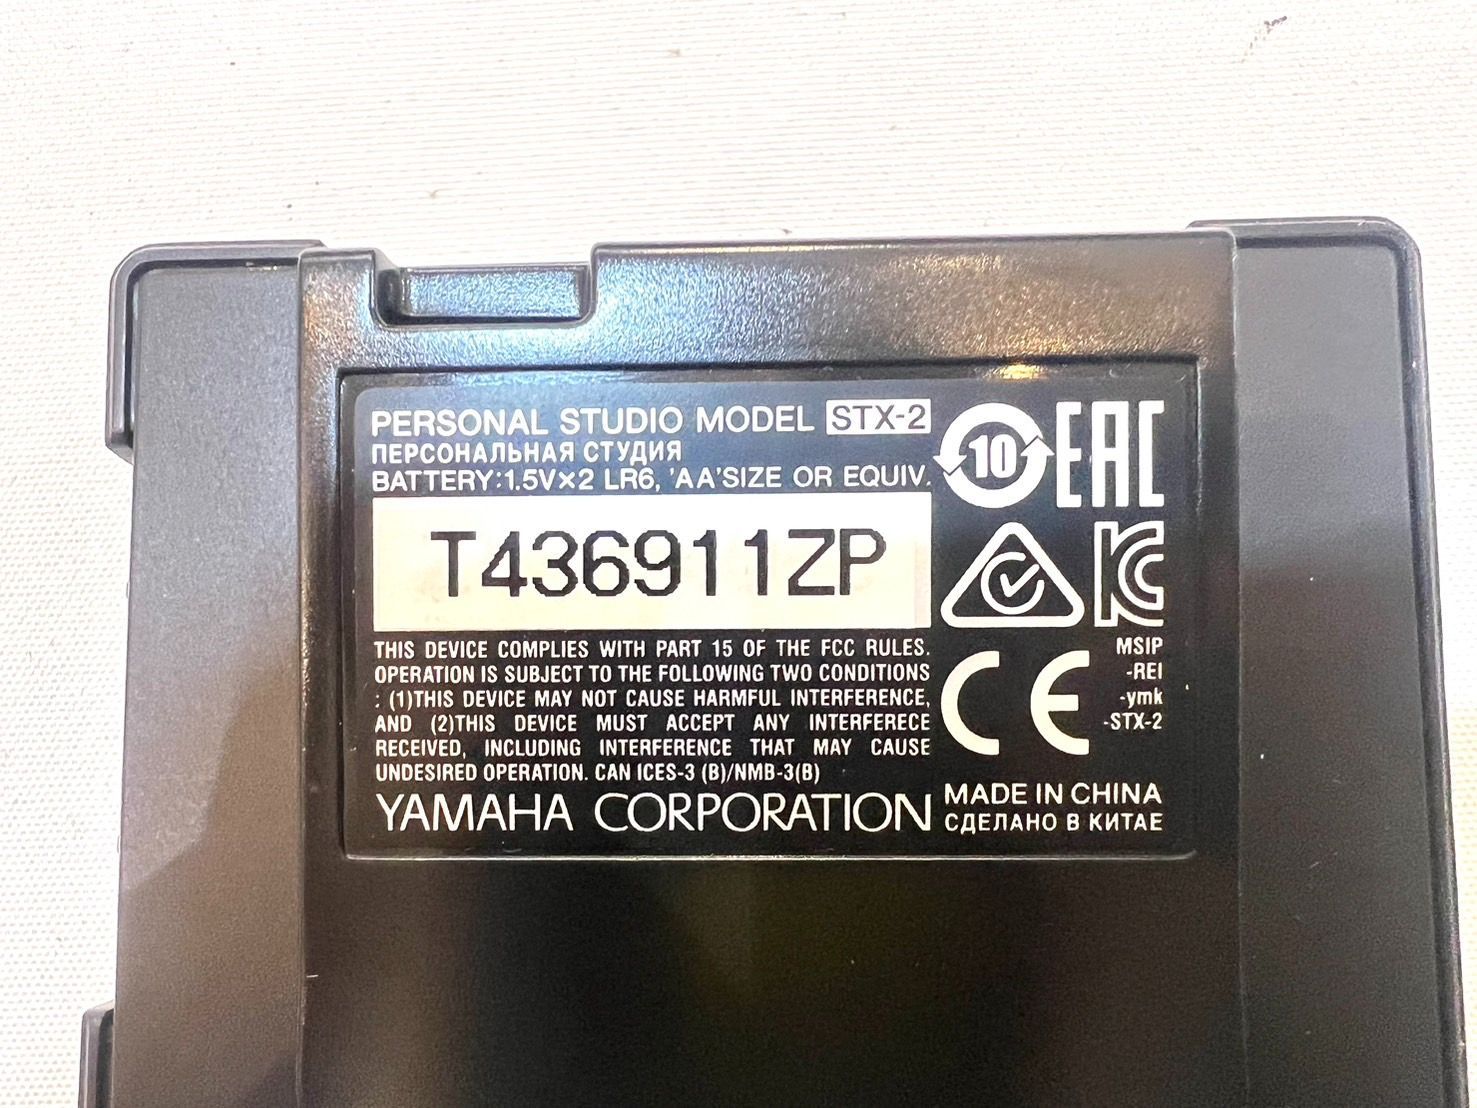 PERSONAL STUDIO MODEL STX-2
ПЕРСОНАЛЬНАЯ СТУДИЯ
BATTERY:1.5V×2 LR6, 'AA'SIZE OR EQUIV.
10 EAC
T436911ZP
THIS DEVICE COMPLIES WITH PART 15 OF THE FCC RULES.
OPERATION IS SUBJECT TO THE FOLLOWING TWO CONDITIONS
: (1)THIS DEVICE MAY NOT CAUSE HARMFUL INTERFERENCE,
AND (2)THIS DEVICE MUST ACCEPT ANY INTERFERECE
RECEIVED, INCLUDING INTERFERENCE THAT MAY CAUSE
UNDESIRED OPERATION. CAN ICES-3 (B)/NMB-3(B)
YAMAHA CORPORATION
KC
CE
MSIP
-REI
-ymk
-STX-2
MADE IN CHINA
СДЕЛАНО В КИТАЕ